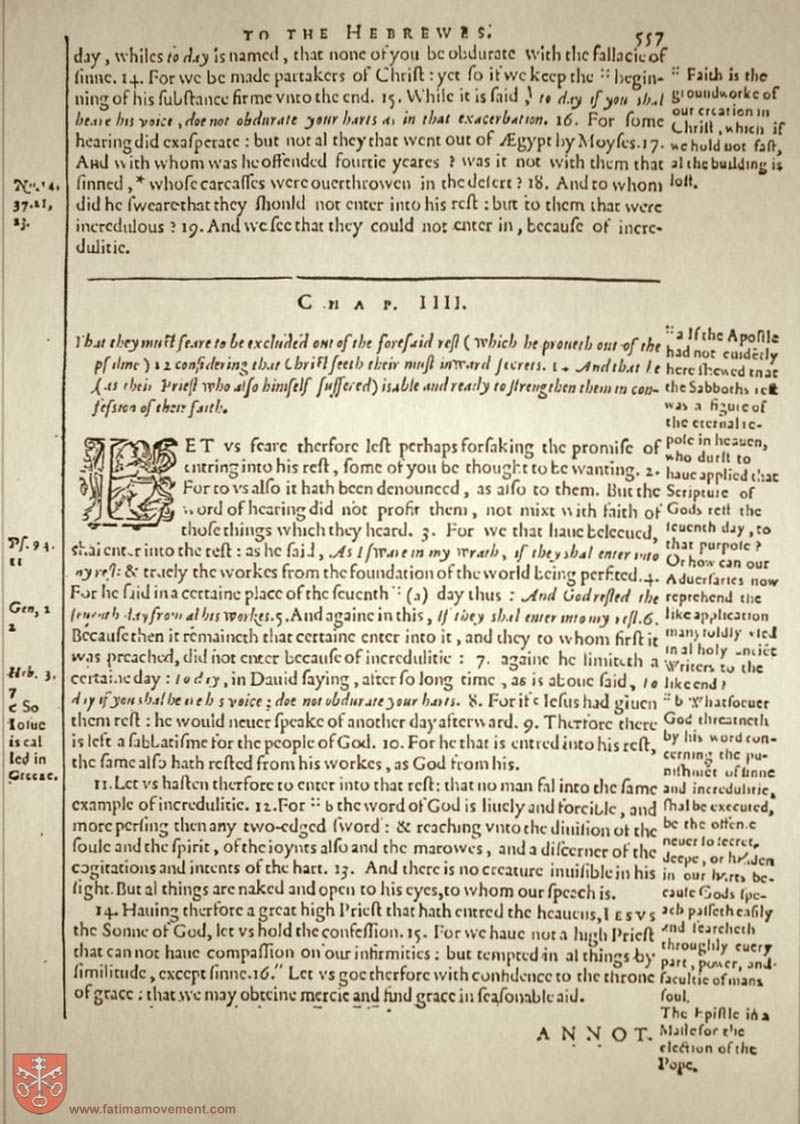 TO THE HEBREWES.
557
day, whiles to day is named, that none of you be obdurate with the fallacie of
sinne. 14. For we be made partakers of Christ: yet so if we keep the :: begin-
ning of his substance firme vnto the end. 15. While it is said, to day if you shal
heare his voice, doe not obdurate your harts as in that exacerbation. 16. For some
hearing did exasperate: but not al they that went out of Ægypt by Moyses. 17.
And with whom was he offended fourtie yeares? was it not with them that
sinned, * whose carcasses were ouerthrowen in the desert? 18. And to whom
did he sweare that they should not enter into his rest: but to them that were
incredulous? 19. And we see that they could not enter in, because of incre-
dulitie.
:: Faith is the
groundworke of
our creation in
Christ, which if
we hold not fast,
al the building is
lost.
37.
CHAP. IIII.
That they must feare to be excluded out of the foresaid rest (which he proueth out of the
psalme) 12 considering that Christ seeth their most inward secrets. 14 And that he
(as their Priest who also himself suffered) is able and ready to strengthen them in con-
fession of their faith.
LET vs feare therfore lest perhaps forsaking the promise of
entring into his rest, some of you be thought to be wanting. 2.
For to vs also it hath been denounced, as also to them. But the
word of hearing did not profit them, not mixt with faith of
those things which they heard. 3. For we that haue beleeued,
shal enter into the rest: as he said, As I sware in my wrath, if they shal enter into
my rest: & truely the workes from the foundation of the world being perfited. 4.
For he said in a certaine place of the seuenth :: (a) day thus: And God rested the
seuenth day from al his workes. 5. And againe in this, If they shal enter into my rest. 6.
Because then it remaineth that certaine enter into it, and they to whom first it
was preached, did not enter because of incredulitie: 7. againe he limiteth a
certaine day: to day, in Dauid saying, after so long time, as is aboue said, to
day if you shal heare his voice; doe not obdurate your harts. 8. For if c Iesus had giuen
them rest: he would neuer speake of another day afterward. 9. Therfore there
is left a sabbatisme for the people of God. 10. For he that is entred into his rest,
the same also hath rested from his workes, as God from his.
11. Let vs hasten therfore to enter into that rest: that no man fal into the same
example of incredulitie. 12. For :: b the word of God is liuely and forcible, and
more persing then any two-edged sword: & reaching vnto the diuision of the
soule and the spirit, of the ioynts also and the marowes, and a discerner of the
cogitations and intents of the hart. 13. And there is no creature inuisible in his
sight. But al things are naked and open to his eyes, to whom our speech is.
14. Hauing therfore a great high Priest that hath entred the heauens, IESVS
the Sonne of God, let vs hold the confession. 15. For we haue not a high Priest
that can not haue compassion on our infirmities: but tempted in al things by
similitude, except sinne. 16." Let vs goe therfore with confidence to the throne
of grace: that we may obteine mercie and find grace in seasonable aid.
Ps. 94.
11
Gen. 2
2
Heb. 3.
7
c So
Iosue
is cal
led in
Greeke.
:: a If the Apostle
had not euidẽtly
here shewed that
the Sabboths rest
was a figure of
the eternal re-
pose in heauen,
who durst to
haue applied that
Scripture of
Gods rest the
seuenth day, to
that purpose?
Or how can our
Aduersaries now
reprehend the
like application
manifoldly vsed
in al holy
Writers to the
like end?
:: b Whatsoeuer
God threatneth
by his word con-
cerning the pu-
nishmẽt of sinne
and incredulitie,
shal be executed,
be the offence
neuer so secret,
deepe, or hidden
in our harts be-
cause Gods spe-
ach passeth easily
and searcheth
throughly euery
part, power, and
facultie of mans
soul.
The Epistle in a
Masse for the
election of the
Pope.
ANNOT.
www.fatimamovement.com